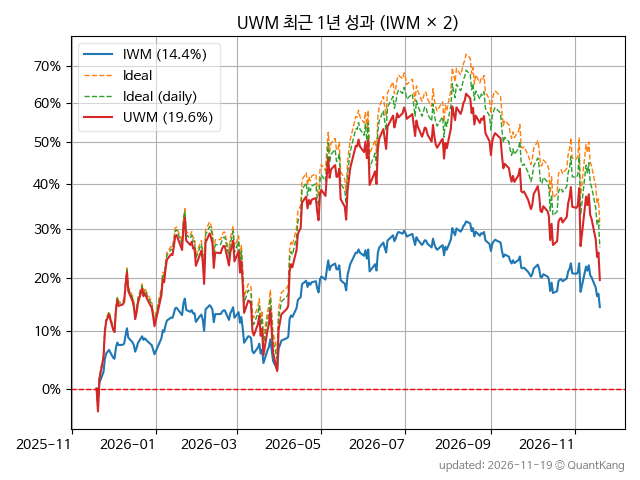 UWM 최근 1년 성과 (IWM × 2)
IWM (14.4%)
Ideal
Ideal (daily)
UWM (19.6%)
70%
60%
50%
40%
30%
20%
10%
0%
2025-11 2026-01 2026-03 2026-05 2026-07 2026-09 2026-11
updated: 2026-11-19 © QuantKang